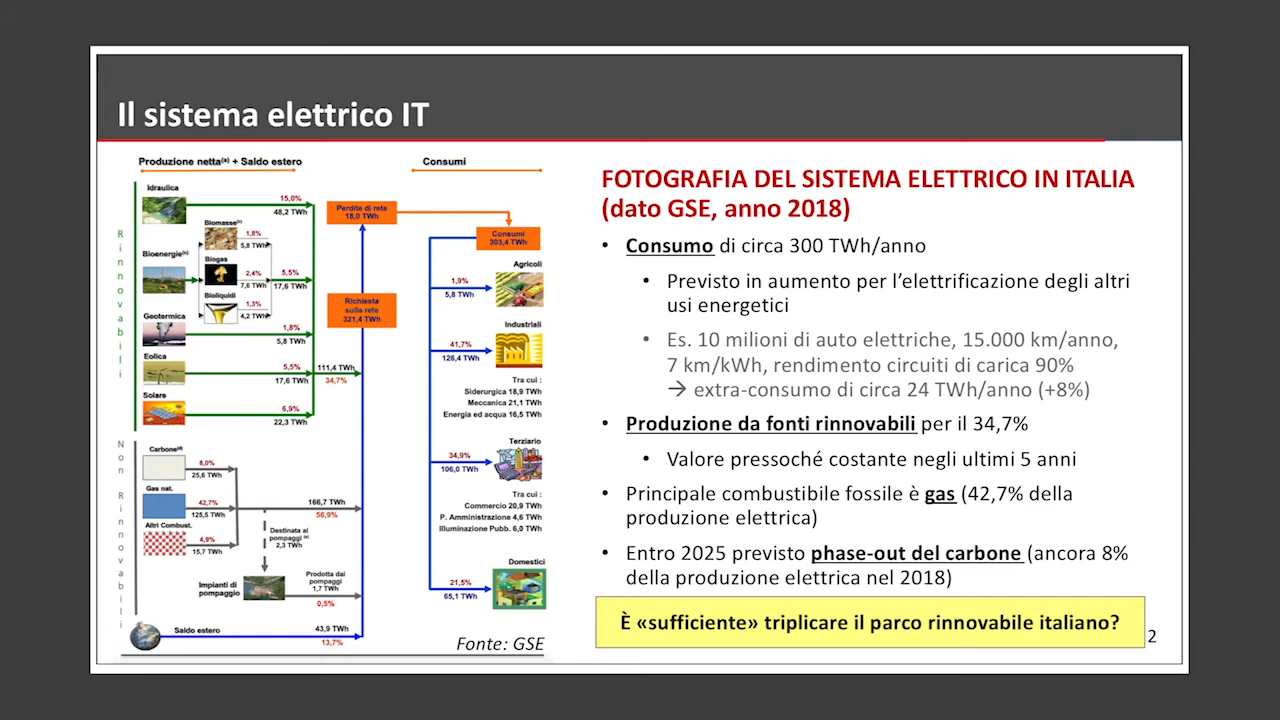 Il sistema elettrico IT
Produzione netta(a) + Saldo estero
Consumi
Rinnovabili
Idraulica
15,0%
48,2 TWh
Bioenergie(c)
Biomasse(b)
1,8%
5,8 TWh
Biogas
2,4%
7,6 TWh
Bioliquidi
1,3%
4,2 TWh
5,5%
17,6 TWh
Geotermica
1,8%
5,8 TWh
Eolica
5,5%
17,6 TWh
111,4 TWh
34,7%
Solare
6,9%
22,3 TWh
Non Rinnovabili
Carbone(d)
8,0%
25,6 TWh
Gas nat.
42,7%
125,5 TWh
Altri Combust.
4,9%
15,7 TWh
166,7 TWh
56,9%
Destinata ai
pompaggi (e)
2,3 TWh
Impianti di
pompaggio
Prodotta dai
pompaggi
1,7 TWh
0,5%
Saldo estero
43,9 TWh
13,7%
Perdite di rete
18,0 TWh
Richiesta
sulla rete
321,4 TWh
Consumi
303,4 TWh
Agricoli
1,9%
5,8 TWh
Industriali
41,7%
126,4 TWh
Tra cui :
Siderurgica 18,9 TWh
Meccanica 21,1 TWh
Energia ed acqua 16,5 TWh
Terziario
34,9%
106,0 TWh
Tra cui :
Commercio 20,9 TWh
P. Amministrazione 4,6 TWh
Illuminazione Pubb. 6,0 TWh
Domestici
21,5%
65,1 TWh
Fonte: GSE
FOTOGRAFIA DEL SISTEMA ELETTRICO IN ITALIA
(dato GSE, anno 2018)
• Consumo di circa 300 TWh/anno
• Previsto in aumento per l’elettrificazione degli altri
usi energetici
• Es. 10 milioni di auto elettriche, 15.000 km/anno,
7 km/kWh, rendimento circuiti di carica 90%
→ extra-consumo di circa 24 TWh/anno (+8%)
• Produzione da fonti rinnovabili per il 34,7%
• Valore pressoché costante negli ultimi 5 anni
• Principale combustibile fossile è gas (42,7% della
produzione elettrica)
• Entro 2025 previsto phase-out del carbone (ancora 8%
della produzione elettrica nel 2018)
È «sufficiente» triplicare il parco rinnovabile italiano?
2